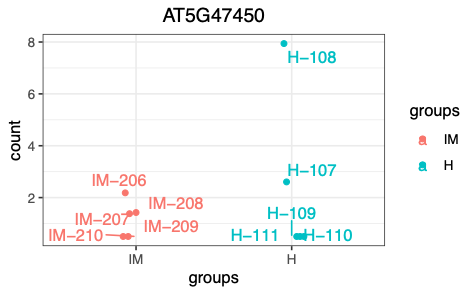 AT5G47450
count
8
6
4
2
H−108
H−107
H−109
H−111
H−110
IM−206
IM−208
IM−207
IM−209
IM−210
IM
H
groups
groups
a IM
a H